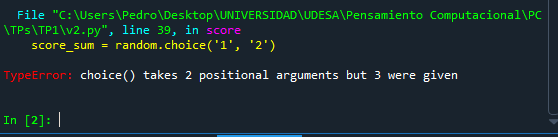 File "C:\Users\Pedro\Desktop\UNIVERSIDAD\UDESA\Pensamiento Computacional\PC
\TPs\TP1\v2.py", line 39, in score
score_sum = random.choice('1', '2')
TypeError: choice() takes 2 positional arguments but 3 were given
In [2]: